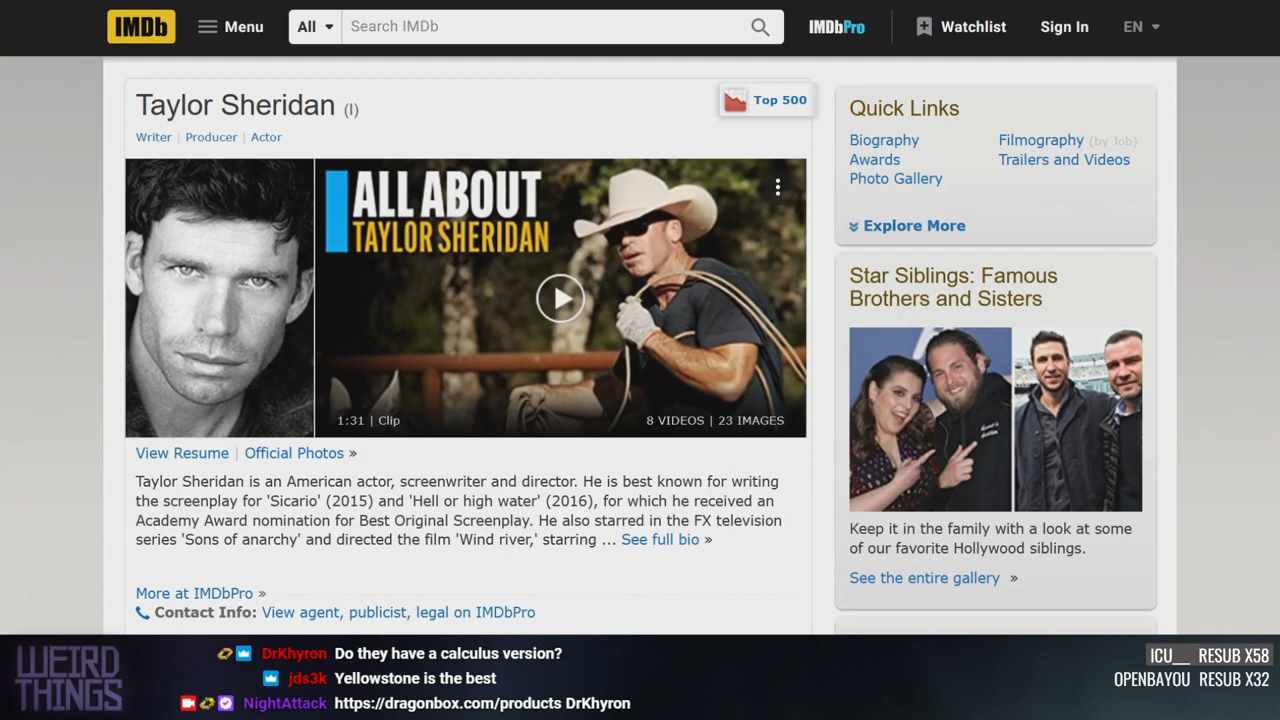 IMDb
Menu
All
Search IMDb
IMDbPro
Watchlist
Sign In
EN
Taylor Sheridan (I)
Top 500
Writer | Producer | Actor
ALL ABOUT
TAYLOR SHERIDAN
1:31 | Clip
8 VIDEOS | 23 IMAGES
View Resume | Official Photos »
Taylor Sheridan is an American actor, screenwriter and director. He is best known for writing
the screenplay for 'Sicario' (2015) and 'Hell or high water' (2016), for which he received an
Academy Award nomination for Best Original Screenplay. He also starred in the FX television
series 'Sons of anarchy' and directed the film 'Wind river,' starring ... See full bio »
More at IMDbPro »
Contact Info: View agent, publicist, legal on IMDbPro
Quick Links
Biography
Awards
Photo Gallery
Filmography (by Job)
Trailers and Videos
Explore More
Star Siblings: Famous
Brothers and Sisters
Keep it in the family with a look at some
of our favorite Hollywood siblings.
See the entire gallery »
WEIRD
THINGS
DrKhyron Do they have a calculus version?
jds3k Yellowstone is the best
NightAttack https://dragonbox.com/products DrKhyron
ICU__ RESUB X58
OPENBAYOU RESUB X32